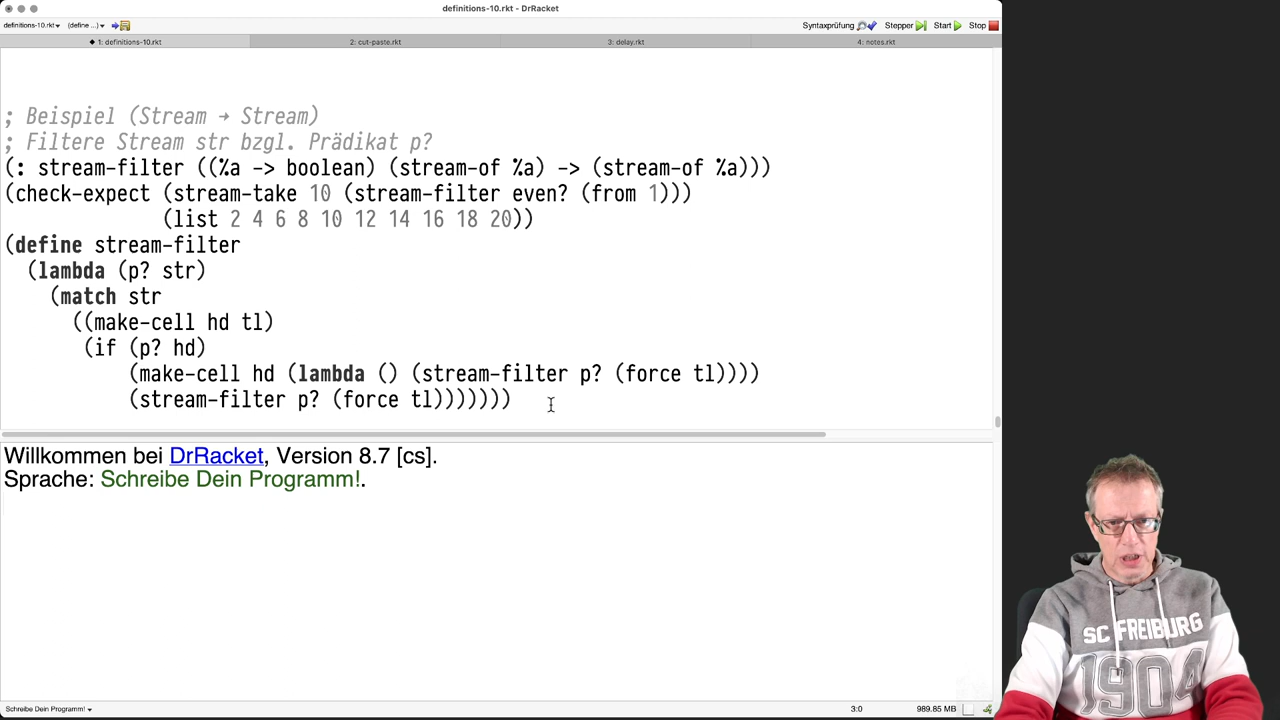 definitions-10.rkt - DrRacket
definitions-10.rkt▾ (define ...)▾ Syntaxprüfung Stepper Start Stop
◆ 1: definitions-10.rkt 2: cut-paste.rkt 3: delay.rkt 4: notes.rkt
; Beispiel (Stream → Stream)
; Filtere Stream str bzgl. Prädikat p?
(: stream-filter ((%a -> boolean) (stream-of %a) -> (stream-of %a)))
(check-expect (stream-take 10 (stream-filter even? (from 1)))
(list 2 4 6 8 10 12 14 16 18 20))
(define stream-filter
(lambda (p? str)
(match str
((make-cell hd tl)
(if (p? hd)
(make-cell hd (lambda () (stream-filter p? (force tl))))
(stream-filter p? (force tl)))))))
Willkommen bei DrRacket, Version 8.7 [cs].
Sprache: Schreibe Dein Programm!.
SC FREIBURG
1904
Schreibe Dein Programm!▾ 3:0 989.85 MB